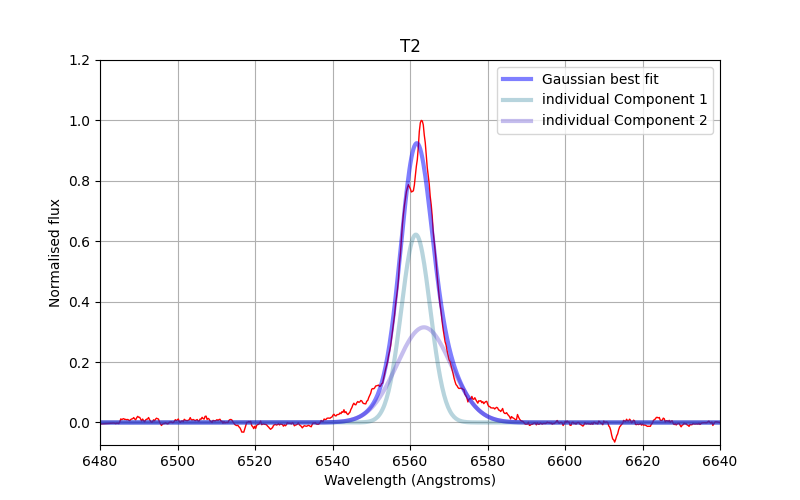 T2
Gaussian best fit
individual Component 1
individual Component 2
1.2
1.0
0.8
0.6
0.4
0.2
0.0
Normalised flux
6480 6500 6520 6540 6560 6580 6600 6620 6640
Wavelength (Angstroms)